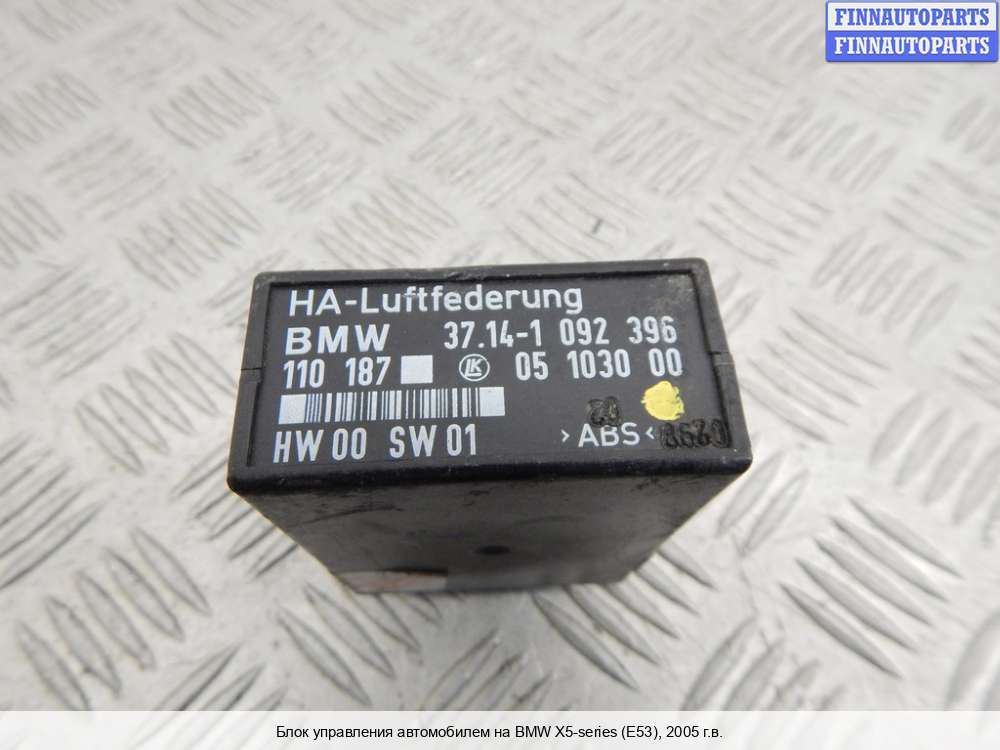 FINNAUTOPARTS
FINNAUTOPARTS
HA-Luftfederung
BMW 37.14-1 092 396
110 187 LK 05 1030 00
HW 00 SW 01 >ABS<
Блок управления автомобилем на BMW X5-series (E53), 2005 г.в.